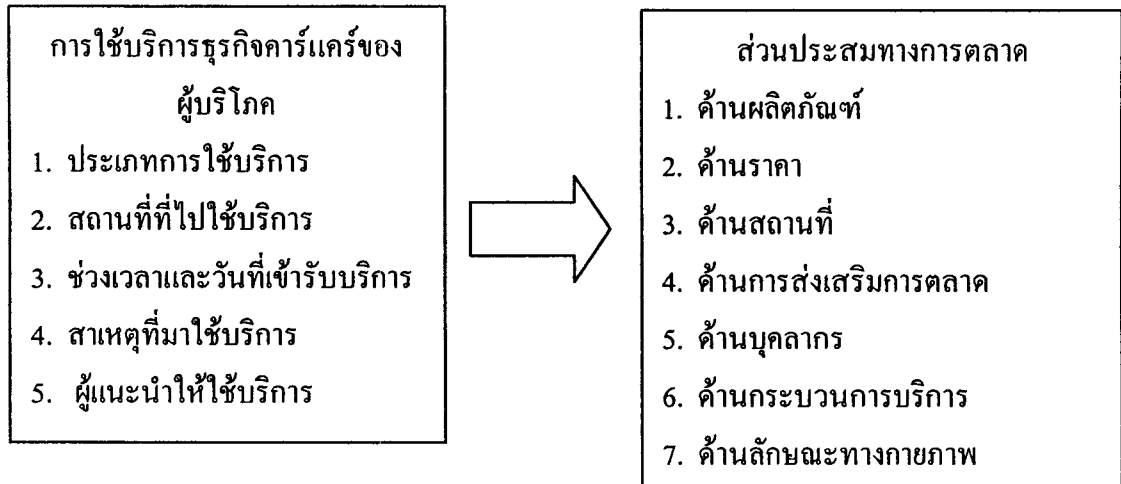 การใช้บริการธุรกิจคาร์แคร์ของ
ผู้บริโภค
1. ประเภทการใช้บริการ
2. สถานที่ที่ไปใช้บริการ
3. ช่วงเวลาและวันที่เข้ารับบริการ
4. สาเหตุที่มาใช้บริการ
5. ผู้แนะนำให้ใช้บริการ
ส่วนประสมทางการตลาด
1. ด้านผลิตภัณฑ์
2. ด้านราคา
3. ด้านสถานที่
4. ด้านการส่งเสริมการตลาด
5. ด้านบุคลากร
6. ด้านกระบวนการบริการ
7. ด้านลักษณะทางกายภาพ